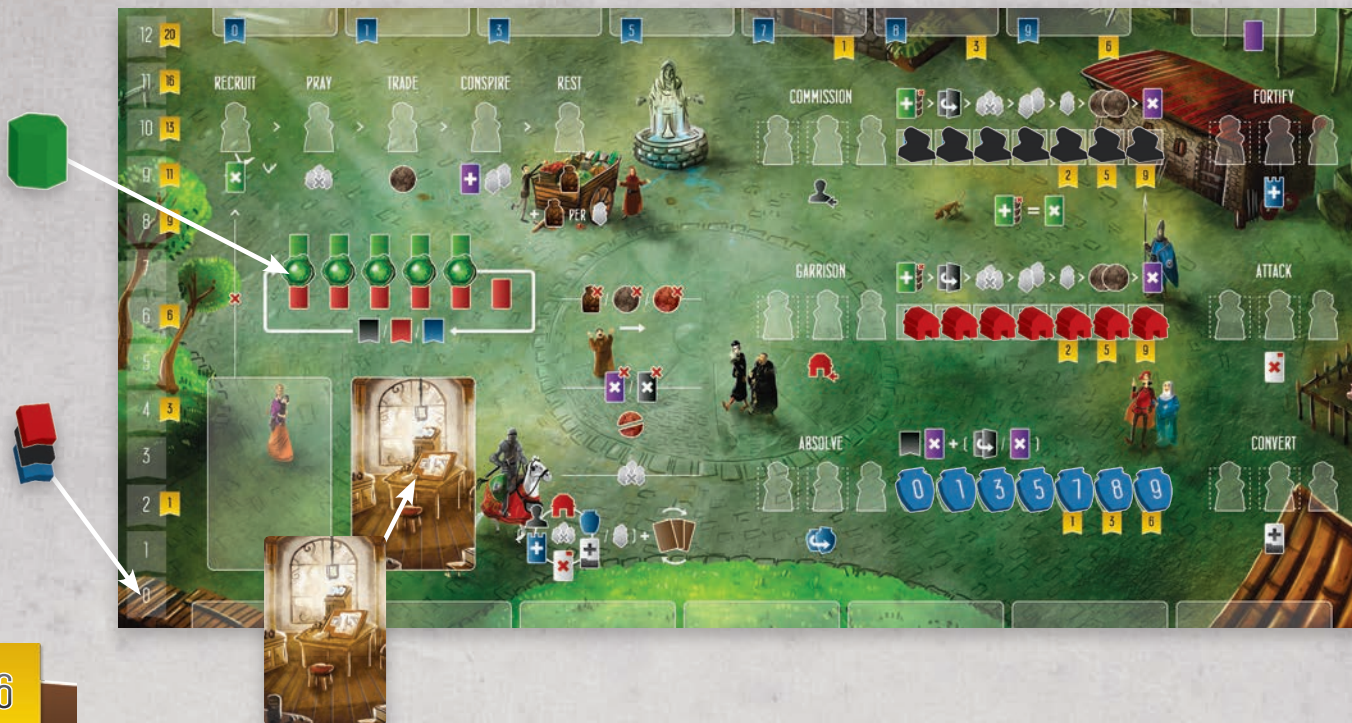 12 20 0 1 3 5 7 8 9
1 3 6
11 16 RECRUIT PRAY TRADE CONSPIRE REST COMMISSION FORTIFY
10 13
9 11
2 5 9
8 9
+ PER
+ = x
7
GARRISON ATTACK
6 6
2 5 9
5
4 3
3
ABSOLVE CONVERT
0 1 3 5 7 8 9
2 1
1 3 6
1
0
6